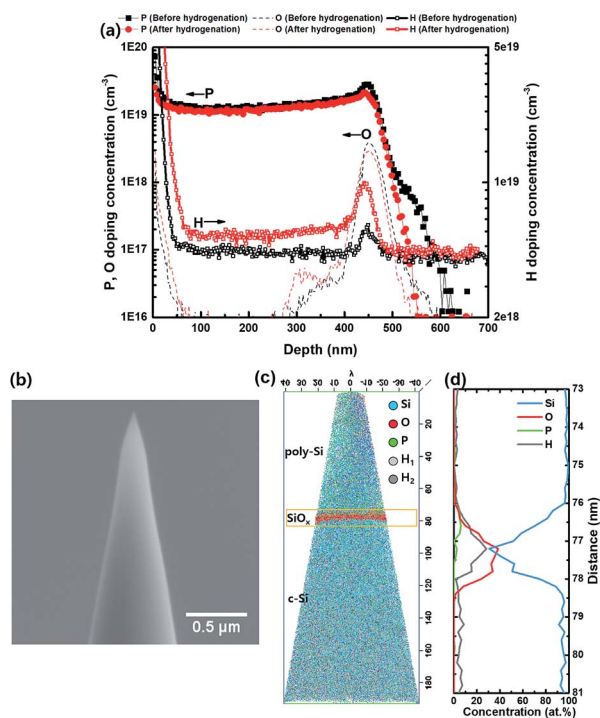 P (Before hydrogenation) O (Before hydrogenation) H (Before hydrogenation)
P (After hydrogenation) O (After hydrogenation) H (After hydrogenation)
(a)
1E20
1E19
1E18
1E17
1E16
P, O doping concentration (cm-3)
P
O
H
5e19
1e19
2e18
H doping concentration (cm-3)
0 100 200 300 400 500 600 700
Depth (nm)
(b)
0.5 μm
(c)
poly-Si
SiOx
c-Si
Si
O
P
H1
H2
20
40
60
80
100
120
140
160
180
(d)
Si
O
P
H
73
74
75
76
77
78
79
80
81
Distance (nm)
0 20 40 60 80 100
Concentration (at.%)